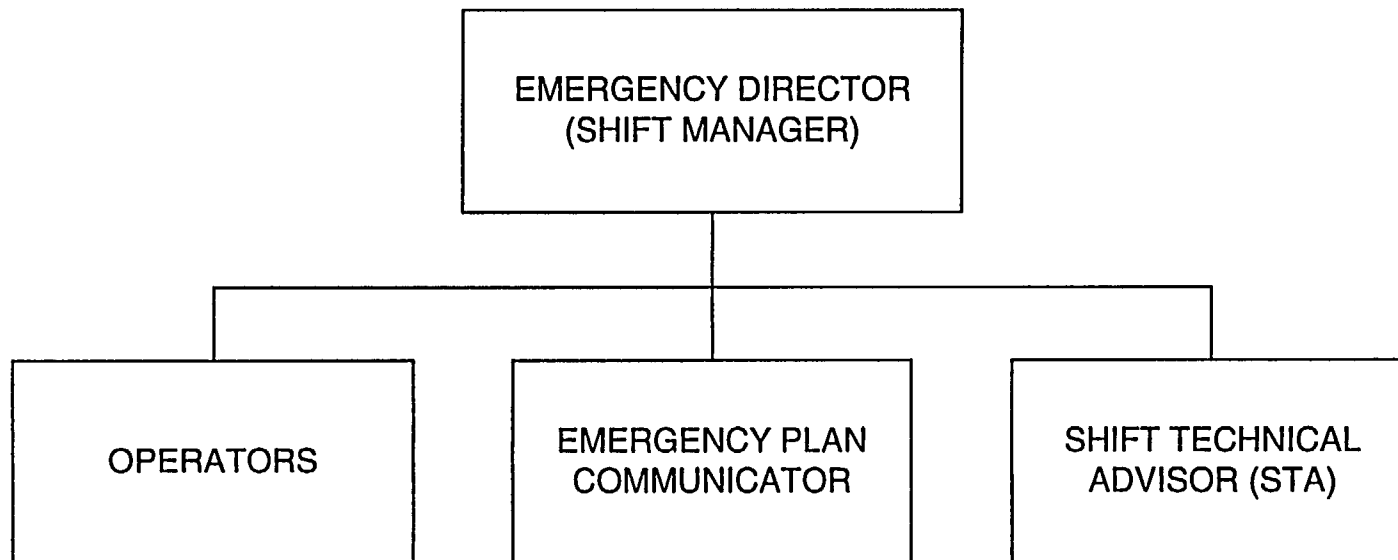 EMERGENCY DIRECTOR
(SHIFT MANAGER)
OPERATORS
EMERGENCY PLAN
COMMUNICATOR
SHIFT TECHNICAL
ADVISOR (STA)